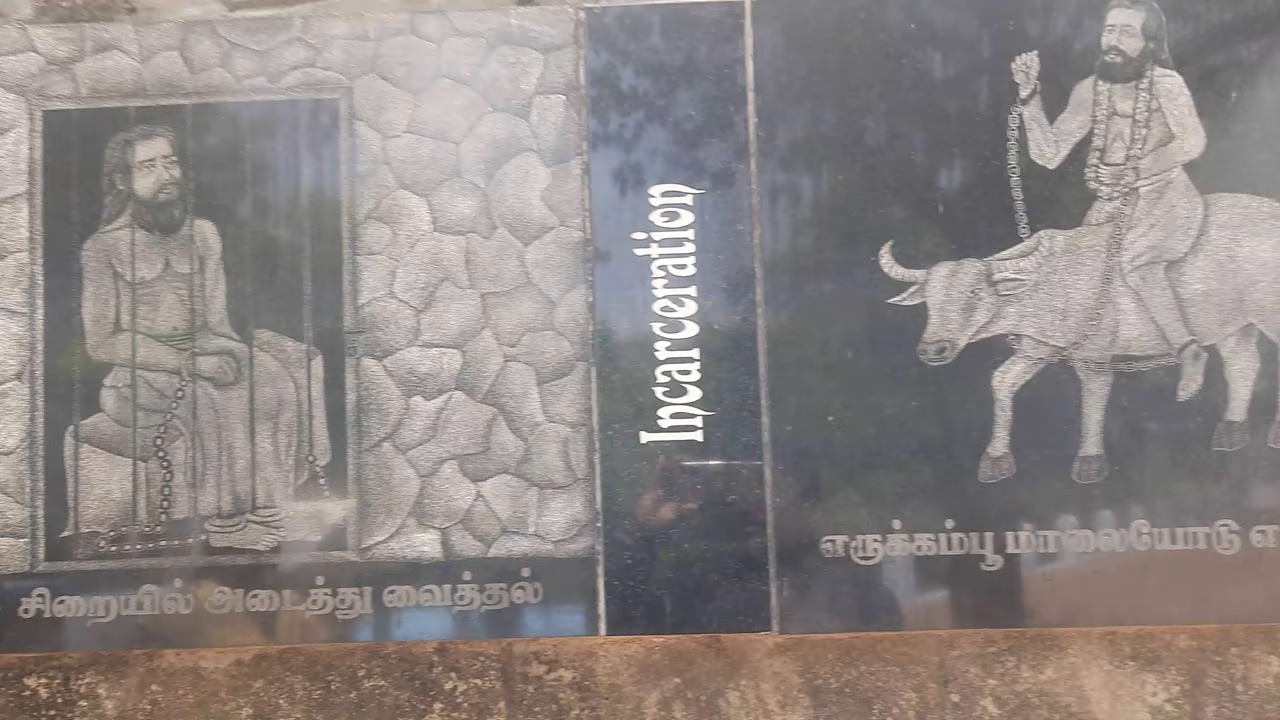 சிறையில் அடைத்து வைத்தல்
Incarceration
எருக்கம்பூ மாலையோடு